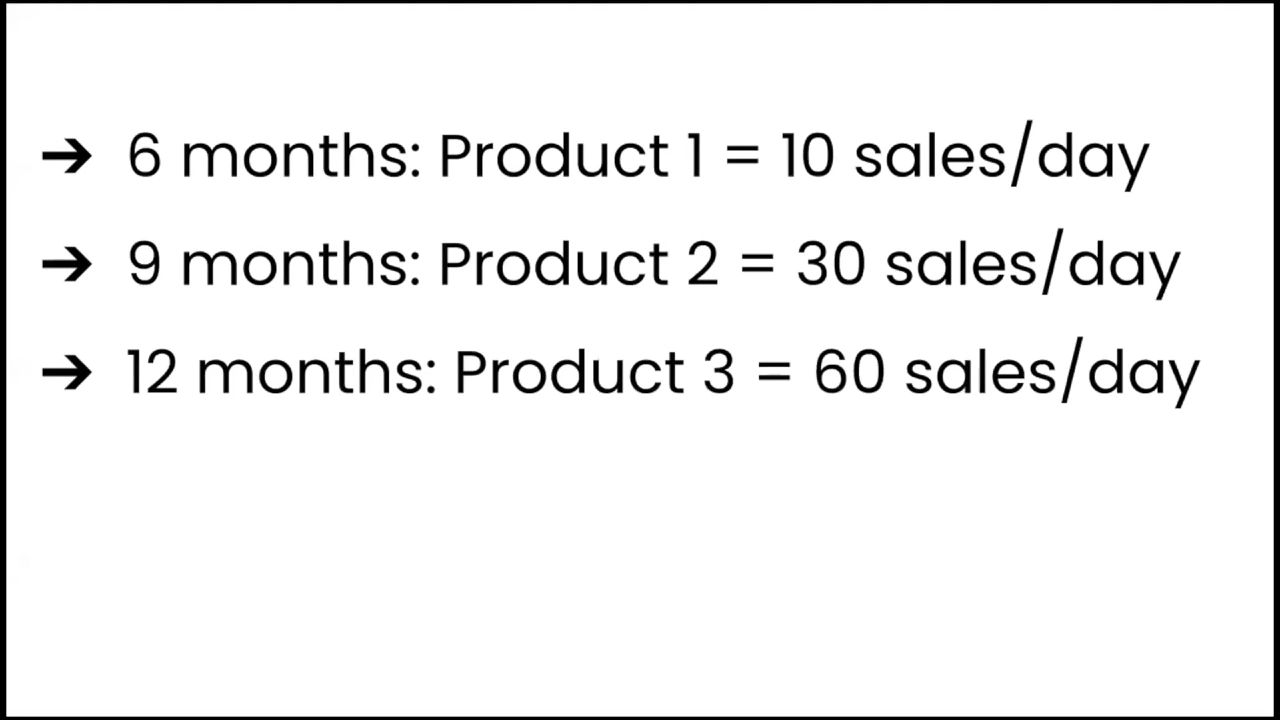 ➔ 6 months: Product 1 = 10 sales/day
➔ 9 months: Product 2 = 30 sales/day
➔ 12 months: Product 3 = 60 sales/day